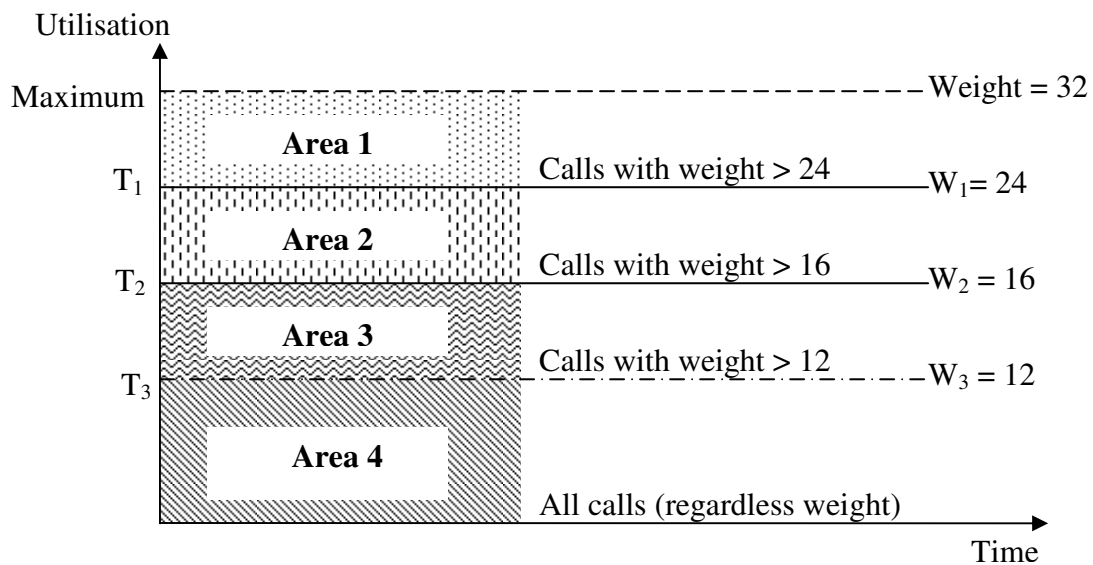 Utilisation
Maximum
Weight = 32
Area 1
Calls with weight > 24
T₁
W₁= 24
Area 2
Calls with weight > 16
T₂
W₂ = 16
Area 3
Calls with weight > 12
T₃
W₃ = 12
Area 4
All calls (regardless weight)
Time